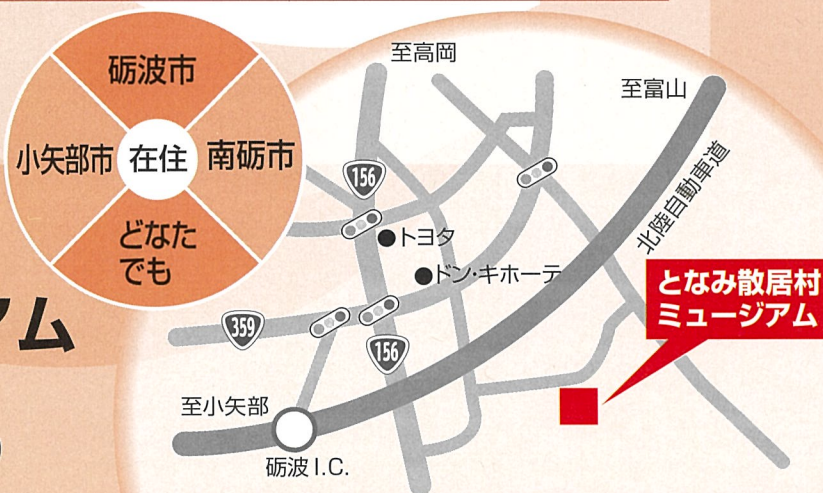 砺波市
小矢部市
在住
南砺市
どなた
でも
至高岡
至富山
北陸自動車道
156
トヨタ
ドン・キホーテ
359
156
至小矢部
砺波I.C.
となみ散居村
ミュージアム
アム